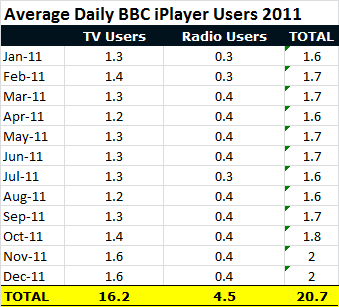 Average Daily BBC iPlayer Users 2011
TV Users Radio Users TOTAL
Jan-11 1.3 0.3 1.6
Feb-11 1.4 0.3 1.7
Mar-11 1.3 0.4 1.7
Apr-11 1.2 0.4 1.6
May-11 1.3 0.4 1.7
Jun-11 1.3 0.4 1.7
Jul-11 1.3 0.3 1.6
Aug-11 1.2 0.4 1.6
Sep-11 1.3 0.4 1.7
Oct-11 1.4 0.4 1.8
Nov-11 1.6 0.4 2
Dec-11 1.6 0.4 2
TOTAL 16.2 4.5 20.7